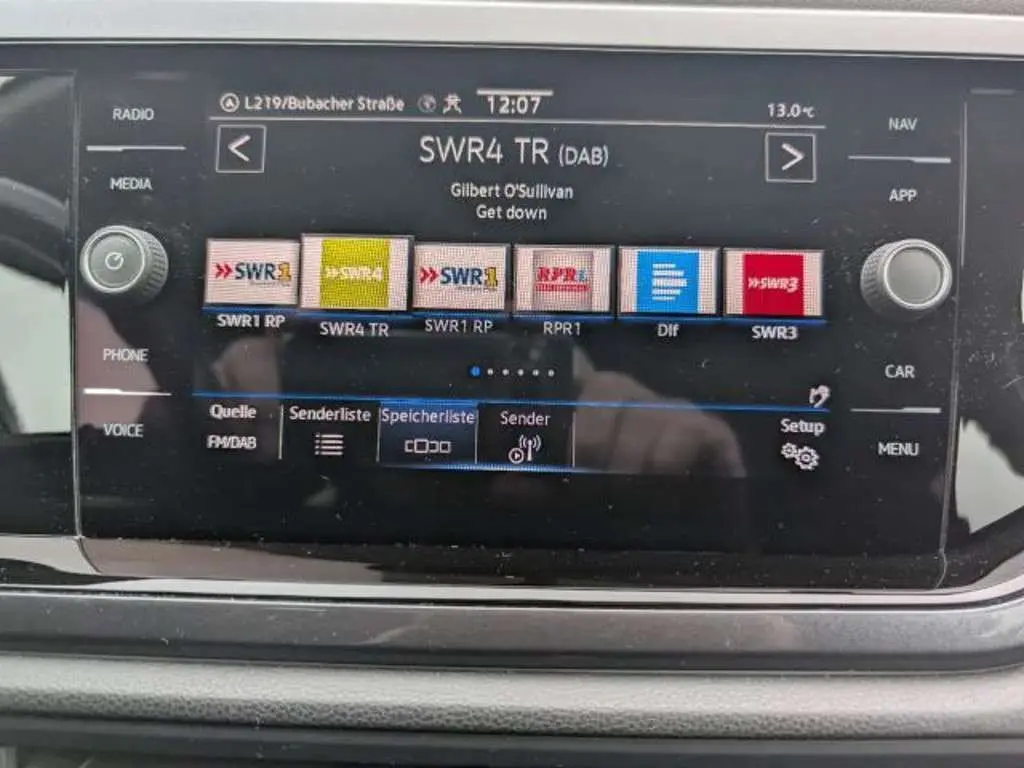 RADIO
MEDIA
PHONE
VOICE
L219/Bubacher Straße 12:07 13.0°C
< SWR4 TR (DAB) >
Gilbert O'Sullivan
Get down
SWR1 SWR4 SWR1 RPR1. SWR3
SWR1 RP SWR4 TR SWR1 RP RPR1 Dlf SWR3
Quelle Senderliste Speicherliste Sender Setup
FM/DAB
NAV
APP
CAR
MENU